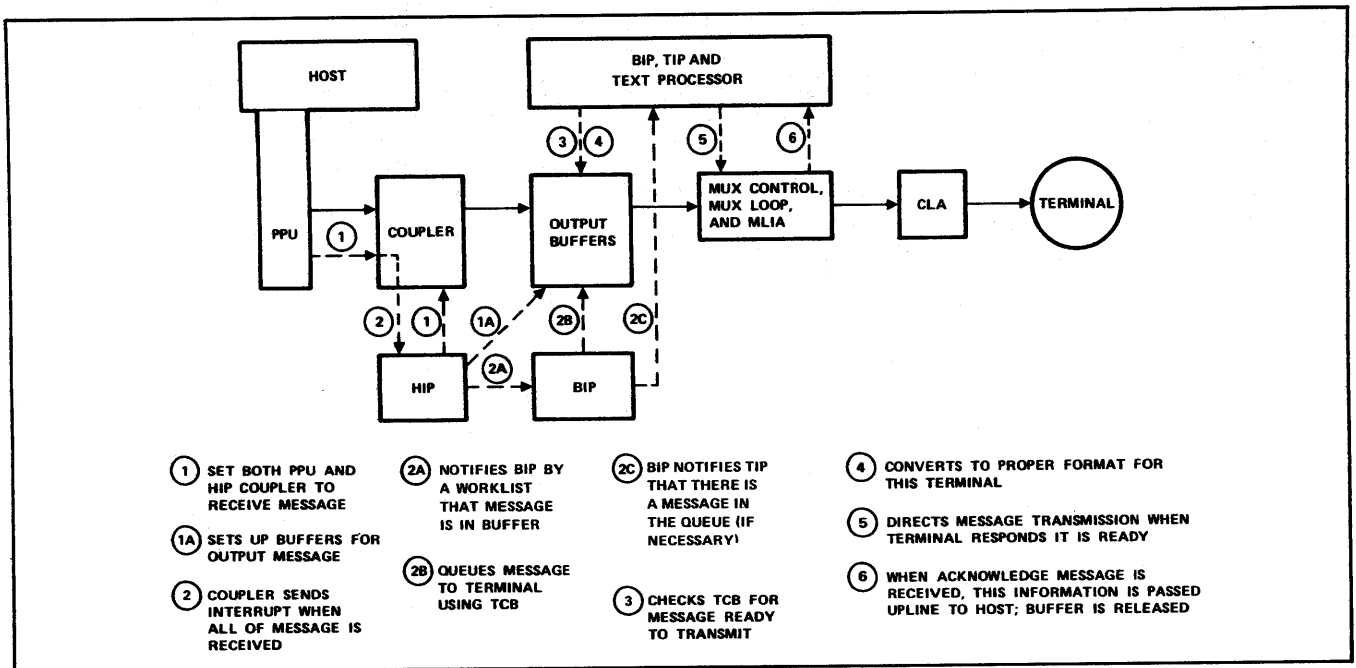 HOST
BIP, TIP AND
TEXT PROCESSOR
3
4
5
6
PPU
1
COUPLER
OUTPUT
BUFFERS
MUX CONTROL,
MUX LOOP,
AND MLIA
CLA
TERMINAL
2
1
1A
2B
2C
HIP
2A
BIP
1 SET BOTH PPU AND
HIP COUPLER TO
RECEIVE MESSAGE
1A SETS UP BUFFERS FOR
OUTPUT MESSAGE
2 COUPLER SENDS
INTERRUPT WHEN
ALL OF MESSAGE IS
RECEIVED
2A NOTIFIES BIP BY
A WORKLIST
THAT MESSAGE
IS IN BUFFER
2B QUEUES MESSAGE
TO TERMINAL
USING TCB
2C BIP NOTIFIES TIP
THAT THERE IS
A MESSAGE IN
THE QUEUE (IF
NECESSARY)
3 CHECKS TCB FOR
MESSAGE READY
TO TRANSMIT
4 CONVERTS TO PROPER FORMAT FOR
THIS TERMINAL
5 DIRECTS MESSAGE TRANSMISSION WHEN
TERMINAL RESPONDS IT IS READY
6 WHEN ACKNOWLEDGE MESSAGE IS
RECEIVED, THIS INFORMATION IS PASSED
UPLINE TO HOST; BUFFER IS RELEASED